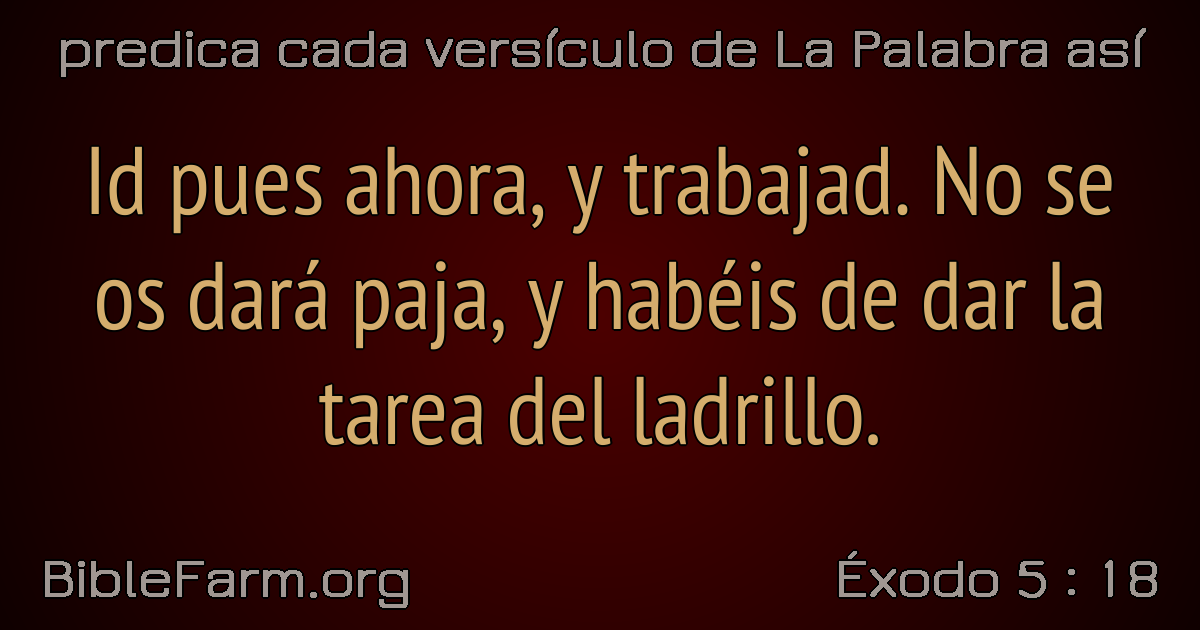 predica cada versículo de La Palabra así
Id pues ahora, y trabajad. No se
os dará paja, y habéis de dar la
tarea del ladrillo.
BibleFarm.org
Éxodo 5 : 18